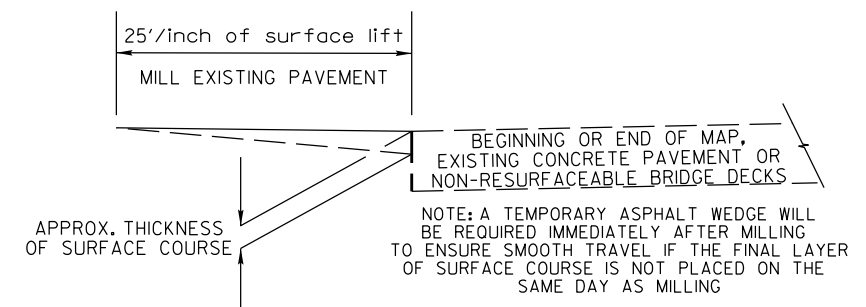 25'/inch of surface lift
MILL EXISTING PAVEMENT
BEGINNING OR END OF MAP,
EXISTING CONCRETE PAVEMENT OR
NON-RESURFACEABLE BRIDGE DECKS
APPROX. THICKNESS
OF SURFACE COURSE
NOTE: A TEMPORARY ASPHALT WEDGE WILL
BE REQUIRED IMMEDIATELY AFTER MILLING
TO ENSURE SMOOTH TRAVEL IF THE FINAL LAYER
OF SURFACE COURSE IS NOT PLACED ON THE
SAME DAY AS MILLING